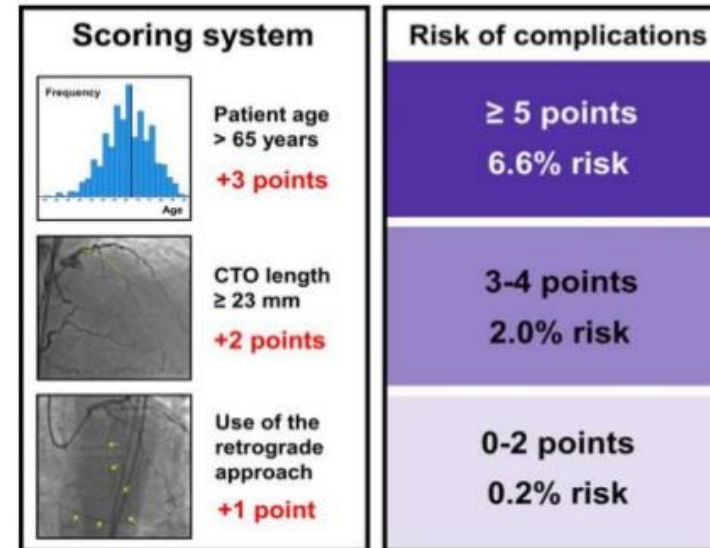 Scoring system
Frequency
Age
Patient age
> 65 years
+3 points
CTO length
≥ 23 mm
+2 points
Use of the
retrograde
approach
+1 point
Risk of complications
≥ 5 points
6.6% risk
3-4 points
2.0% risk
0-2 points
0.2% risk